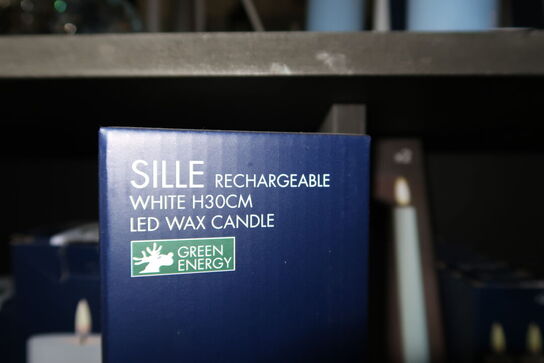 SILLE RECHARGEABLE
WHITE H30CM
LED WAX CANDLE
GREEN
ENERGY